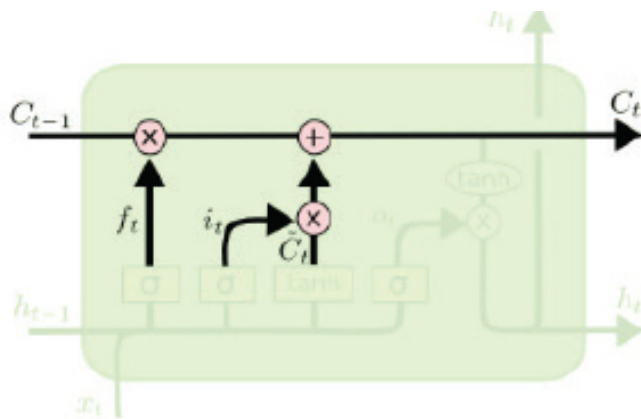 h_t
C_{t-1} × + C_t
tanh
f_t i_t × C̃_t o_t ×
σ σ tanh σ
h_{t-1} h_t
x_t